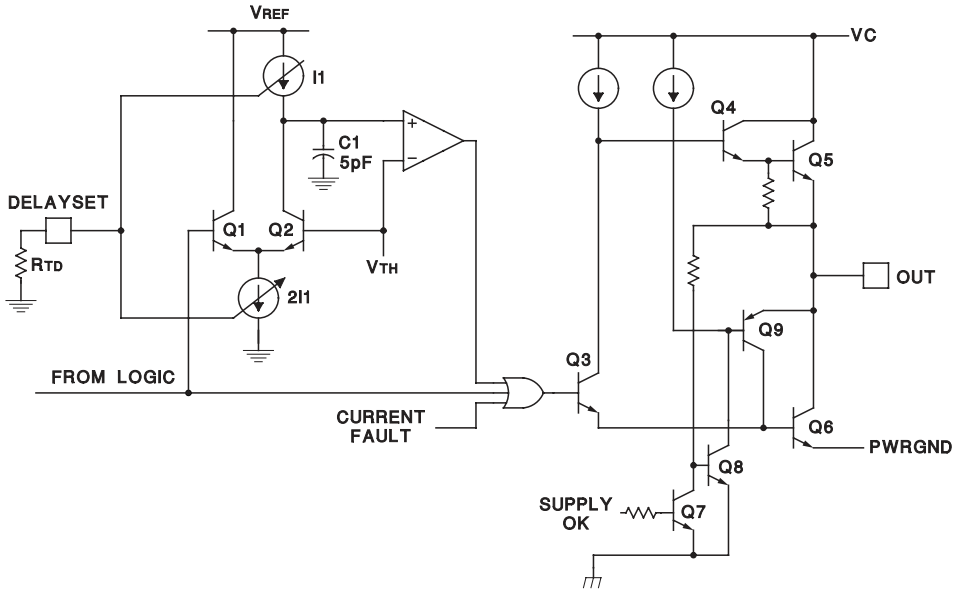 VREF
VC
I1
Q4
+
C1
5pF
−
Q5
DELAYSET
Q1
Q2
RTD
VTH
2I1
OUT
Q9
FROM LOGIC
Q3
CURRENT
FAULT
Q6
PWRGND
Q8
SUPPLY
OK
Q7